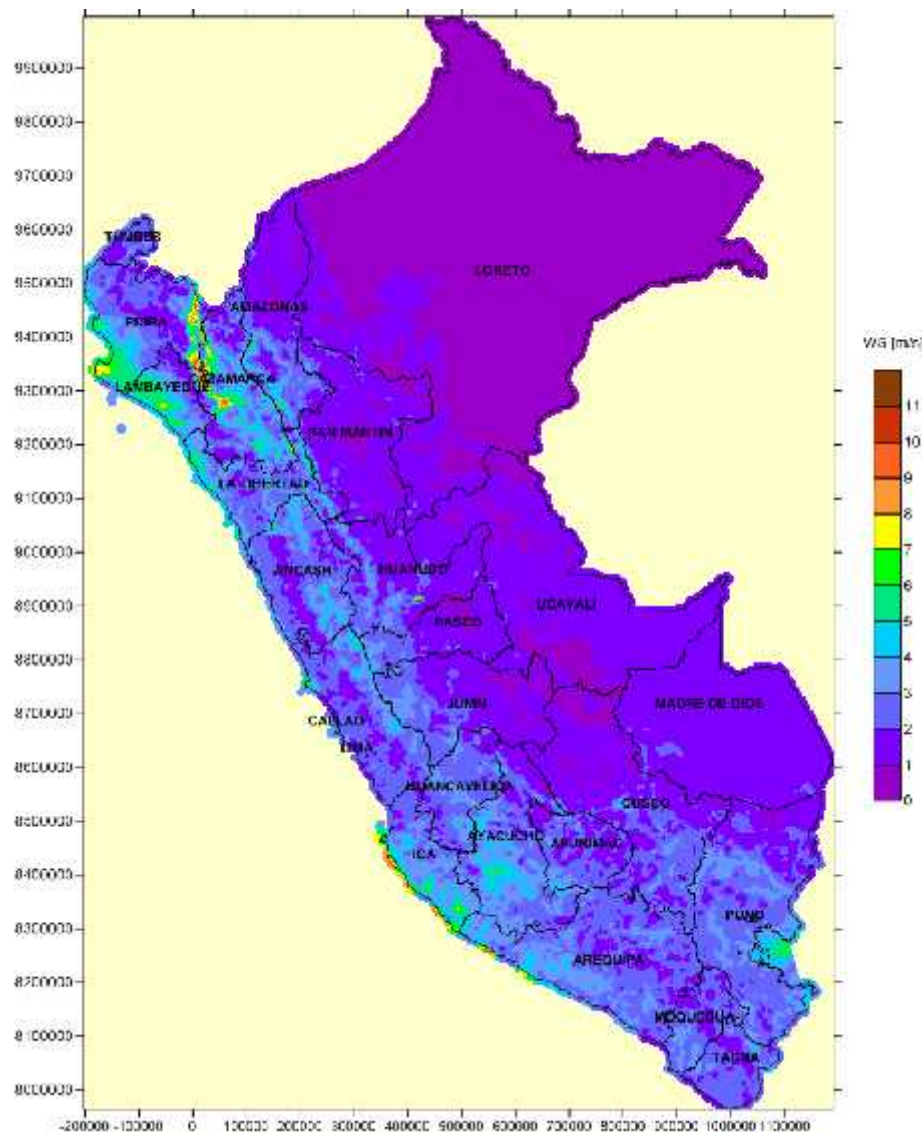 9900000
9800000
9700000
9600000
TUMBES
9500000
LORETO
AMAZONAS
PIURA
9400000
WS [m/s]
LAMBAYEQUE
CAJAMARCA
9300000
11
10
9
8
7
6
5
4
3
2
1
0
SAN MARTIN
9200000
LA LIBERTAD
9100000
9000000
ANCASH
HUANUCO
8900000
UCAYALI
PASCO
8800000
JUNIN
MADRE DE DIOS
8700000
CALLAO
LIMA
8600000
HUANCAVELICA
CUSCO
8500000
AYACUCHO
APURIMAC
ICA
8400000
PUNO
8300000
AREQUIPA
8200000
MOQUEGUA
8100000
TACNA
8000000
-200000 -100000 0 100000 200000 300000 400000 500000 600000 700000 800000 900000 1000000 1100000